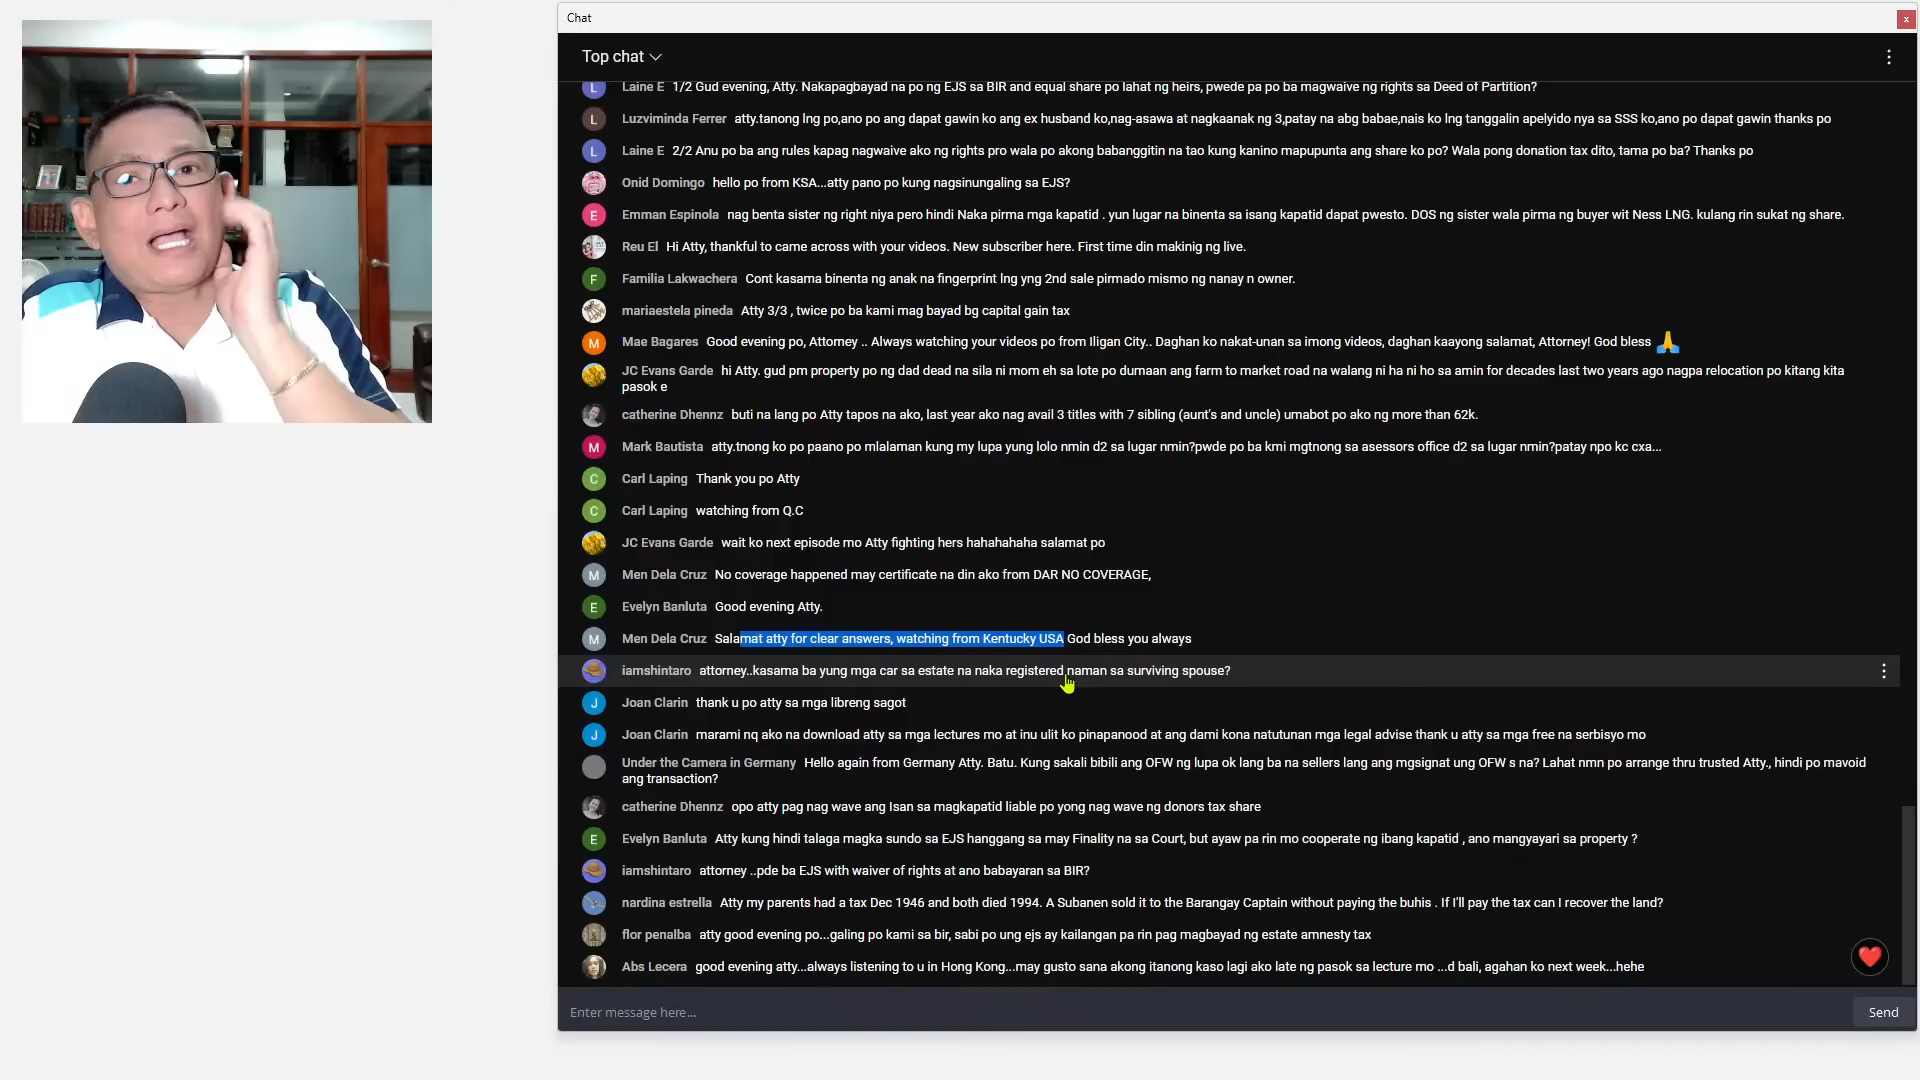 Chat
x
Top chat
L Laine E 1/2 Gud evening, Atty. Nakapagbayad na po ng EJS sa BIR and equal share po lahat ng heirs, pwede pa po ba magwaive ng rights sa Deed of Partition?
L Luzviminda Ferrer atty.tanong lng po,ano po ang dapat gawin ko ang ex husband ko,nag-asawa at nagkaanak ng 3,patay na abg babae,nais ko lng tanggalin apelyido nya sa SSS ko,ano po dapat gawin thanks po
L Laine E 2/2 Anu po ba ang rules kapag nagwaive ako ng rights pro wala po akong babanggitin na tao kung kanino mapupunta ang share ko po? Wala pong donation tax dito, tama po ba? Thanks po
Onid Domingo hello po from KSA...atty pano po kung nagsinungaling sa EJS?
E Emman Espinola nag benta sister ng right niya pero hindi Naka pirma mga kapatid . yun lugar na binenta sa isang kapatid dapat pwesto. DOS ng sister wala pirma ng buyer wit Ness LNG. kulang rin sukat ng share.
Reu El Hi Atty, thankful to came across with your videos. New subscriber here. First time din makinig ng live.
F Familia Lakwachera Cont kasama binenta ng anak na fingerprint lng yng 2nd sale pirmado mismo ng nanay n owner.
mariaestela pineda Atty 3/3 , twice po ba kami mag bayad bg capital gain tax
M Mae Bagares Good evening po, Attorney .. Always watching your videos po from Iligan City.. Daghan ko nakat-unan sa imong videos, daghan kaayong salamat, Attorney! God bless 🙏
JC Evans Garde hi Atty. gud pm property po ng dad dead na sila ni mom eh sa lote po dumaan ang farm to market road na walang ni ha ni ho sa amin for decades last two years ago nagpa relocation po kitang kita
pasok e
catherine Dhennz buti na lang po Atty tapos na ako, last year ako nag avail 3 titles with 7 sibling (aunt's and uncle) umabot po ako ng more than 62k.
M Mark Bautista atty.tnong ko po paano po mlalaman kung my lupa yung lolo nmin d2 sa lugar nmin?pwde po ba kmi mgtnong sa asessors office d2 sa lugar nmin?patay npo kc cxa...
C Carl Laping Thank you po Atty
C Carl Laping watching from Q.C
JC Evans Garde wait ko next episode mo Atty fighting hers hahahahaha salamat po
M Men Dela Cruz No coverage happened may certificate na din ako from DAR NO COVERAGE,
E Evelyn Banluta Good evening Atty.
M Men Dela Cruz Salamat atty for clear answers, watching from Kentucky USA God bless you always
iamshintaro attorney..kasama ba yung mga car sa estate na naka registered naman sa surviving spouse?
J Joan Clarin thank u po atty sa mga libreng sagot
J Joan Clarin marami nq ako na download atty sa mga lectures mo at inu ulit ko pinapanood at ang dami kona natutunan mga legal advise thank u atty sa mga free na serbisyo mo
Under the Camera in Germany Hello again from Germany Atty. Batu. Kung sakali bibili ang OFW ng lupa ok lang ba na sellers lang ang mgsignat ung OFW s na? Lahat nmn po arrange thru trusted Atty., hindi po mavoid
ang transaction?
catherine Dhennz opo atty pag nag wave ang Isan sa magkapatid liable po yong nag wave ng donors tax share
E Evelyn Banluta Atty kung hindi talaga magka sundo sa EJS hanggang sa may Finality na sa Court, but ayaw pa rin mo cooperate ng ibang kapatid , ano mangyayari sa property ?
iamshintaro attorney ..pde ba EJS with waiver of rights at ano babayaran sa BIR?
nardina estrella Atty my parents had a tax Dec 1946 and both died 1994. A Subanen sold it to the Barangay Captain without paying the buhis . If I'll pay the tax can I recover the land?
flor penalba atty good evening po...galing po kami sa bir, sabi po ung ejs ay kailangan pa rin pag magbayad ng estate amnesty tax
Abs Lecera good evening atty...always listening to u in Hong Kong...may gusto sana akong itanong kaso lagi ako late ng pasok sa lecture mo ...d bali, agahan ko next week...hehe
Enter message here...
Send